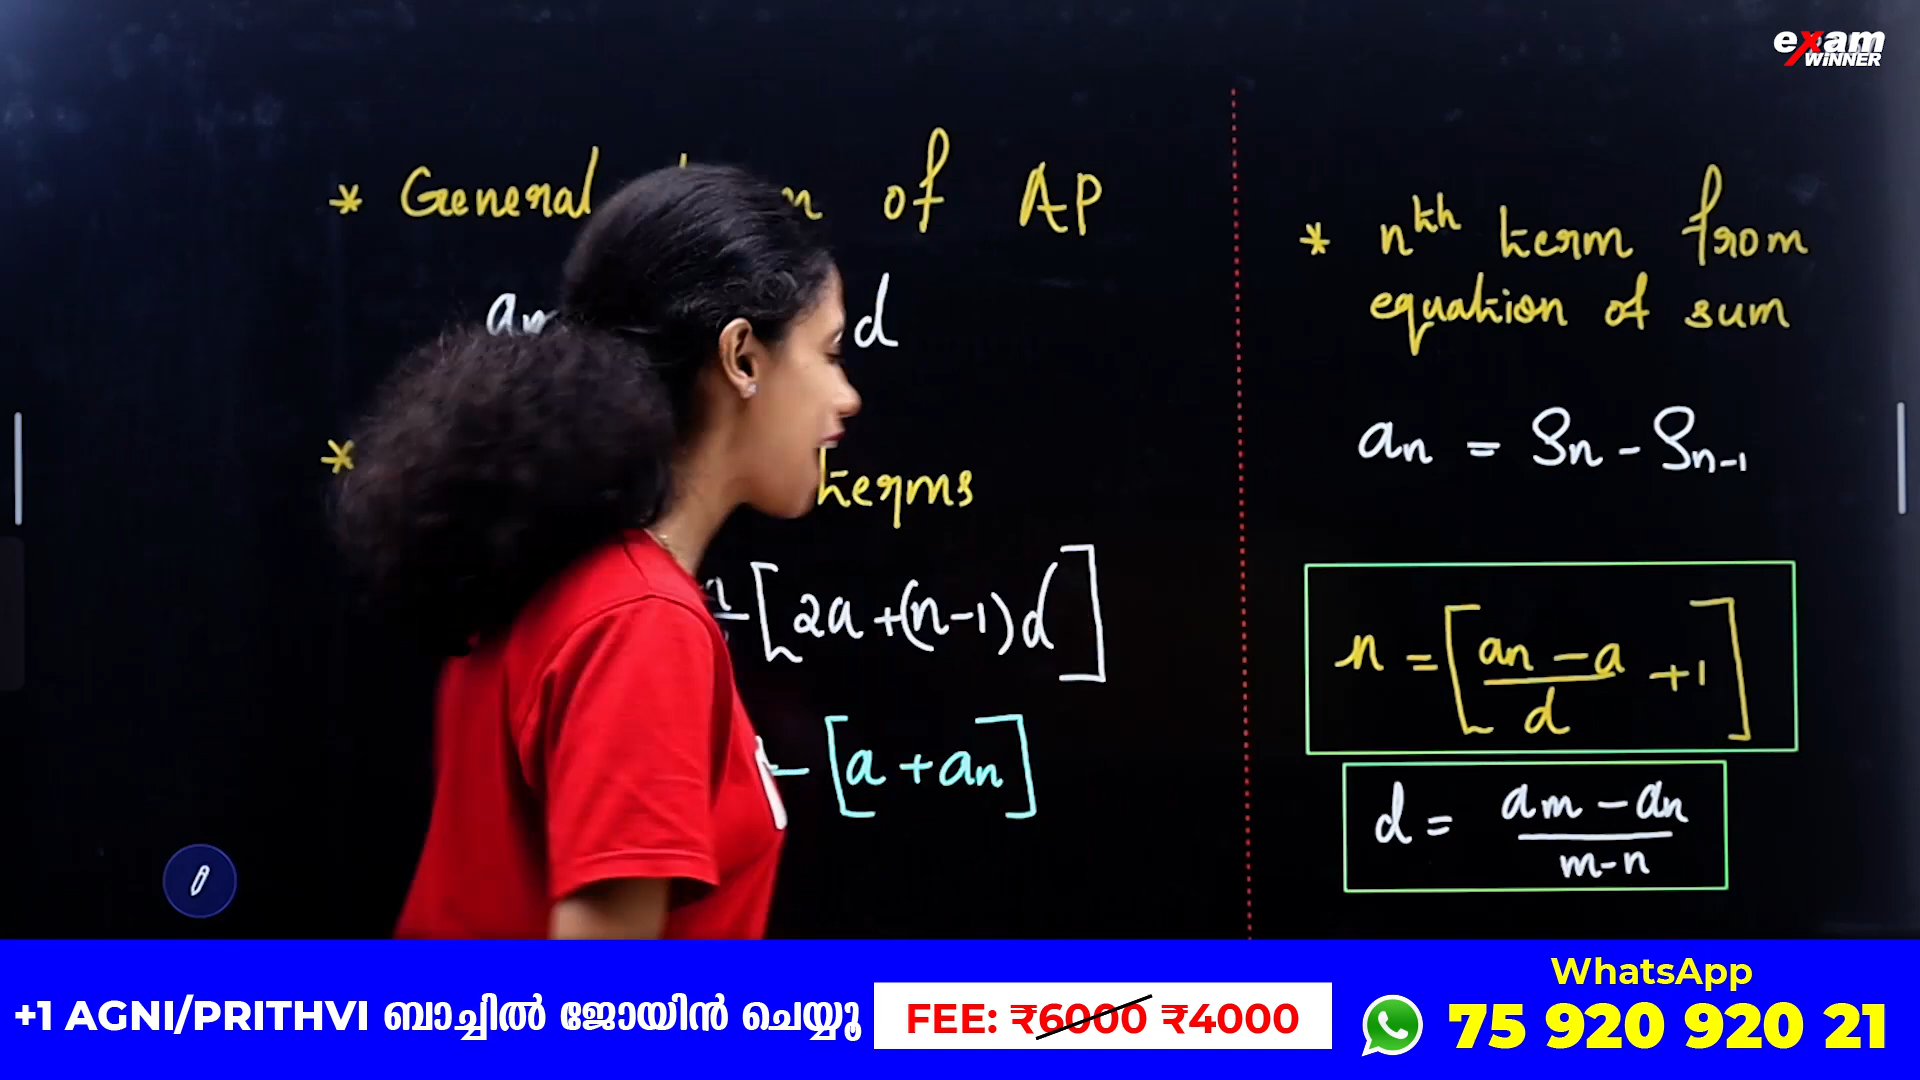 exam
WINNER
* General of AP
an d
*
terms
[2a+(n-1)d]
[a+an]
* nth term from
equation of sum
an = Sn - Sn-1
n = [an - a / d +1]
d = am - an / m-n
+1 AGNI/PRITHVI ബാച്ചിൽ ജോയിൻ ചെയ്യൂ
FEE: ₹6000 ₹4000
WhatsApp
75 920 920 21